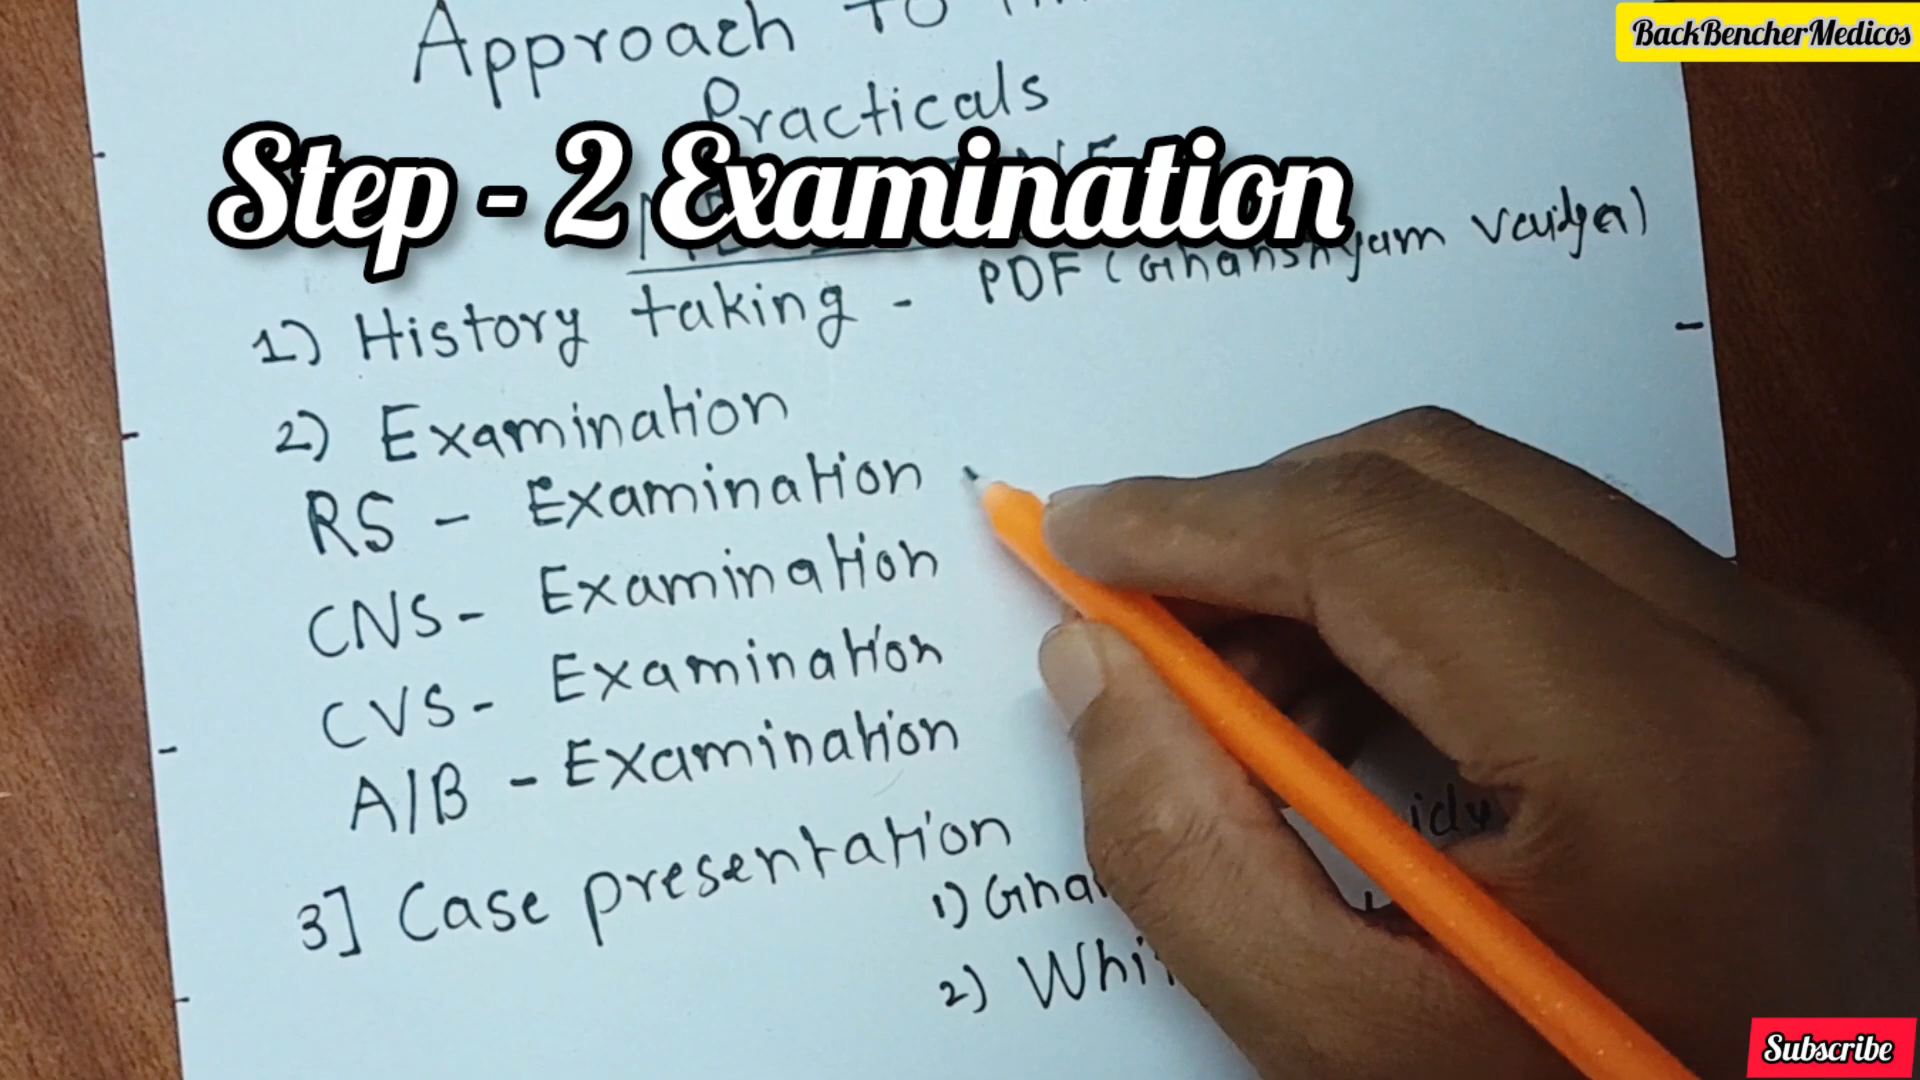 BackBencherMedicos
Approach To
Practicals
Step - 2 Examination
1) History taking - PDF (Ghanshyam Vaidya)
2) Examination
RS - Examination
CNS - Examination
CVS - Examination
A/B - Examination
3] Case presentation
1)
2)
Subscribe